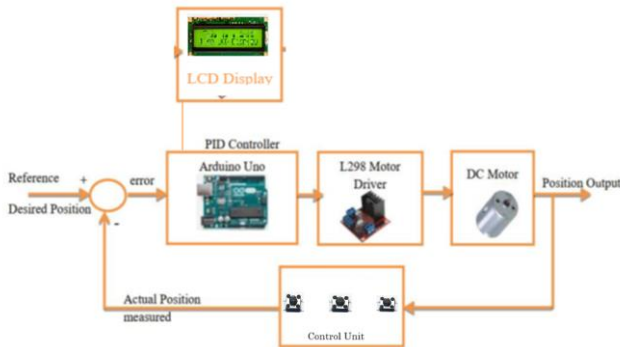 LCD Display
PID Controller
Reference
+
error
Arduino Uno
L298 Motor
Driver
DC Motor
Position Output
Desired Position
-
Actual Position
measured
Control Unit